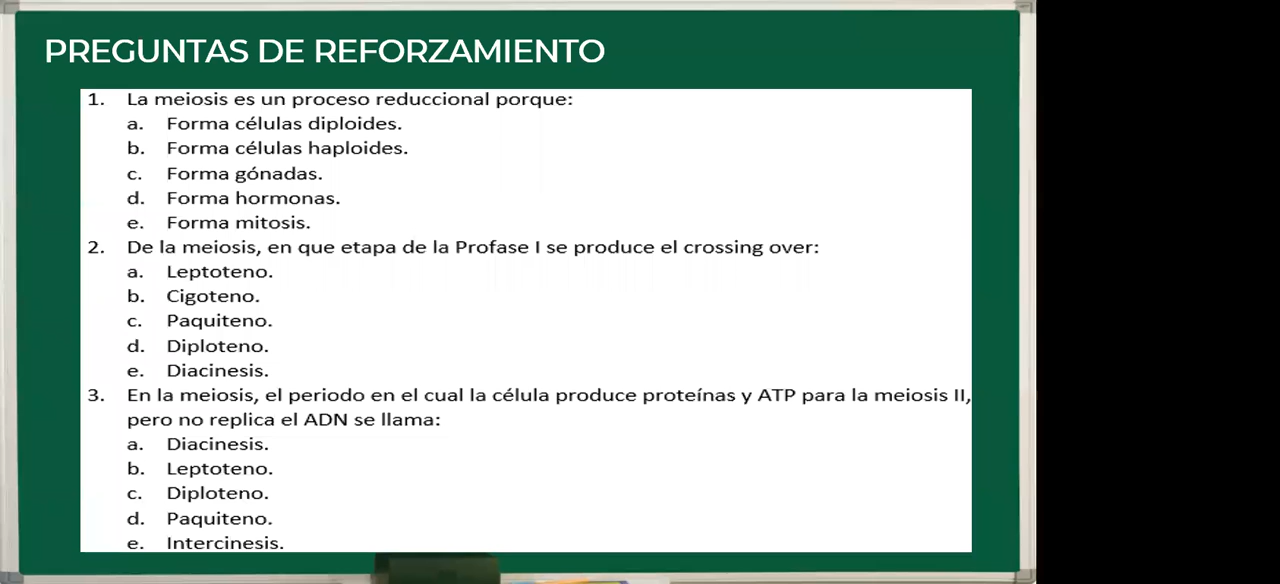 PREGUNTAS DE REFORZAMIENTO
1. La meiosis es un proceso reduccional porque:
a. Forma células diploides.
b. Forma células haploides.
c. Forma gónadas.
d. Forma hormonas.
e. Forma mitosis.
2. De la meiosis, en que etapa de la Profase I se produce el crossing over:
a. Leptoteno.
b. Cigoteno.
c. Paquiteno.
d. Diploteno.
e. Diacinesis.
3. En la meiosis, el periodo en el cual la célula produce proteínas y ATP para la meiosis II,
pero no replica el ADN se llama:
a. Diacinesis.
b. Leptoteno.
c. Diploteno.
d. Paquiteno.
e. Intercinesis.